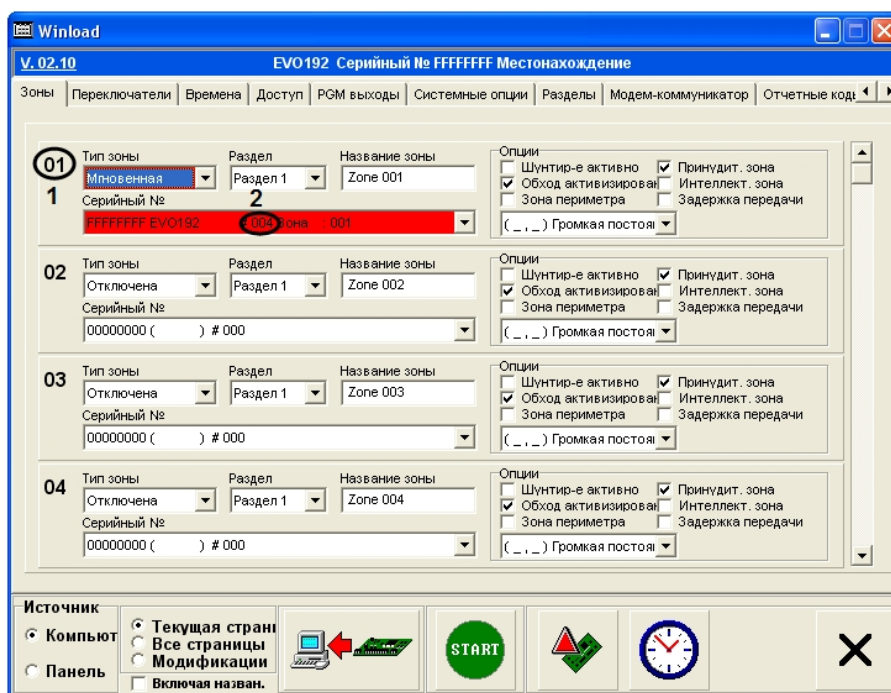 Winload
V. 02.10 EVO192 Серийный № FFFFFFFF Местонахождение
Зоны Переключатели Времена Доступ PGM выходы Системные опции Разделы Модем-коммуникатор Отчетные коды
01 Тип зоны Раздел Название зоны Опции
Мгновенная Раздел 1 Zone 001 Шунтир-е активно Принудит. зона
1 Серийный № 2 Обход активизирован Интеллект. зона
Зона периметра Задержка передачи
FFFFFFFF EVO192 # 004 Зона : 001 ( _ , _ ) Громкая постоя
02 Тип зоны Раздел Название зоны Опции
Отключена Раздел 1 Zone 002 Шунтир-е активно Принудит. зона
Серийный № Обход активизирован Интеллект. зона
Зона периметра Задержка передачи
00000000 ( ) # 000 ( _ , _ ) Громкая постоя
03 Тип зоны Раздел Название зоны Опции
Отключена Раздел 1 Zone 003 Шунтир-е активно Принудит. зона
Серийный № Обход активизирован Интеллект. зона
Зона периметра Задержка передачи
00000000 ( ) # 000 ( _ , _ ) Громкая постоя
04 Тип зоны Раздел Название зоны Опции
Отключена Раздел 1 Zone 004 Шунтир-е активно Принудит. зона
Серийный № Обход активизирован Интеллект. зона
Зона периметра Задержка передачи
00000000 ( ) # 000 ( _ , _ ) Громкая постоя
Источник
Компьют
Панель
Текущая страни
Все страницы
Модификации
Включая назван.
START